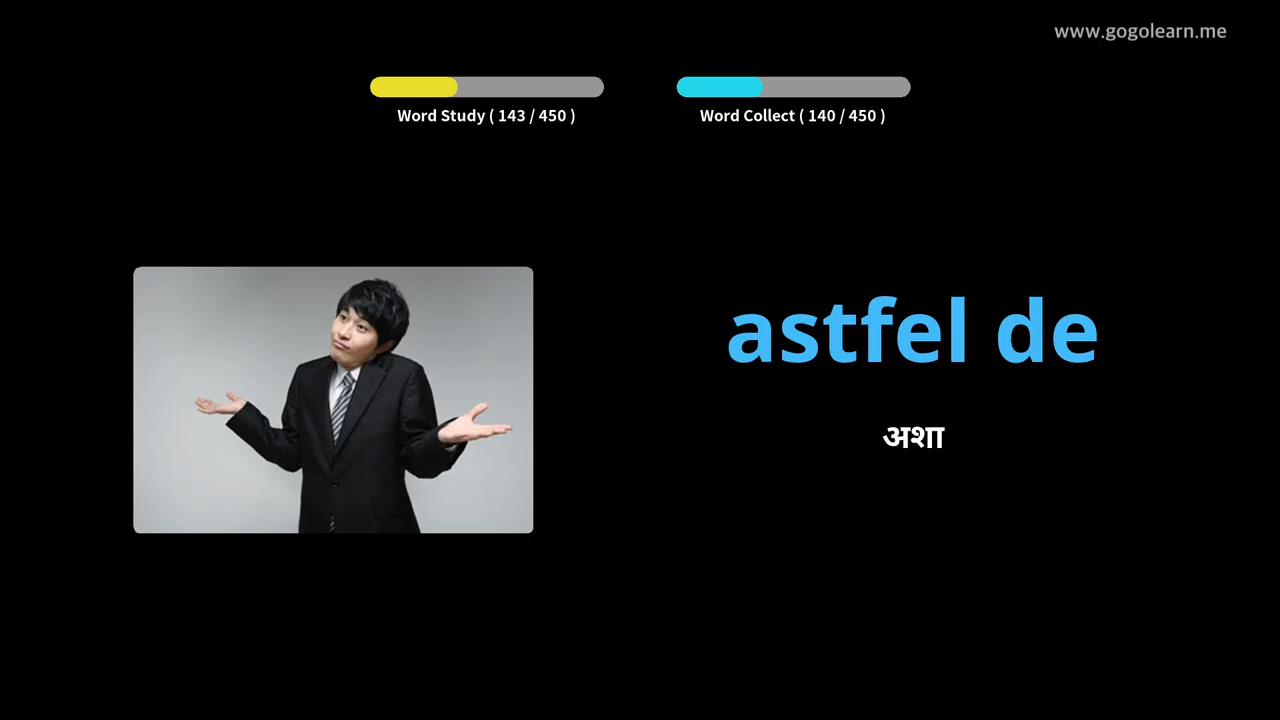 www.gogolearn.me
Word Study ( 143 / 450 )
Word Collect ( 140 / 450 )
astfel de
अशा